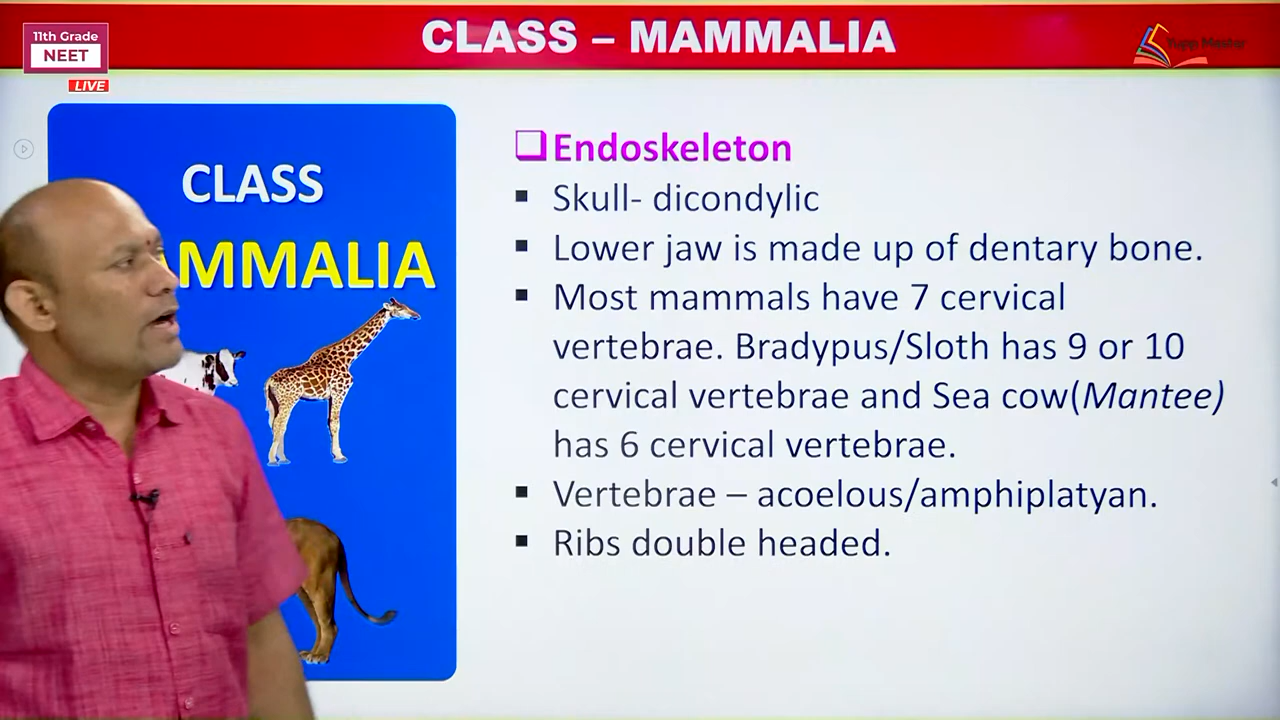 11th Grade
NEET
LIVE
CLASS – MAMMALIA
Yupp Master
CLASS
MMALIA
❑Endoskeleton
▪ Skull- dicondylic
▪ Lower jaw is made up of dentary bone.
▪ Most mammals have 7 cervical
vertebrae. Bradypus/Sloth has 9 or 10
cervical vertebrae and Sea cow(Mantee)
has 6 cervical vertebrae.
▪ Vertebrae – acoelous/amphiplatyan.
▪ Ribs double headed.